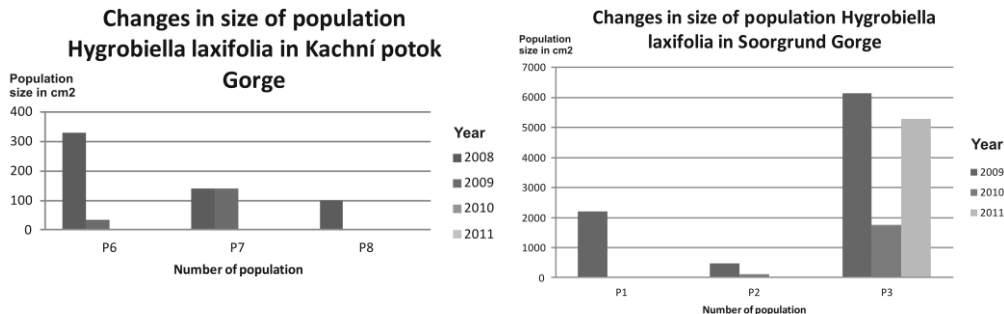 Changes in size of population
Hygrobiella laxifolia in Kachní potok
Gorge
Population
size in cm2
400
300
200
100
0
P6
P7
P8
Number of population
Year
2008
2009
2010
2011
Changes in size of population Hygrobiella
laxifolia in Soorgrund Gorge
Population
size in cm2
7000
6000
5000
4000
3000
2000
1000
0
P1
P2
P3
Number of population
Year
2009
2010
2011